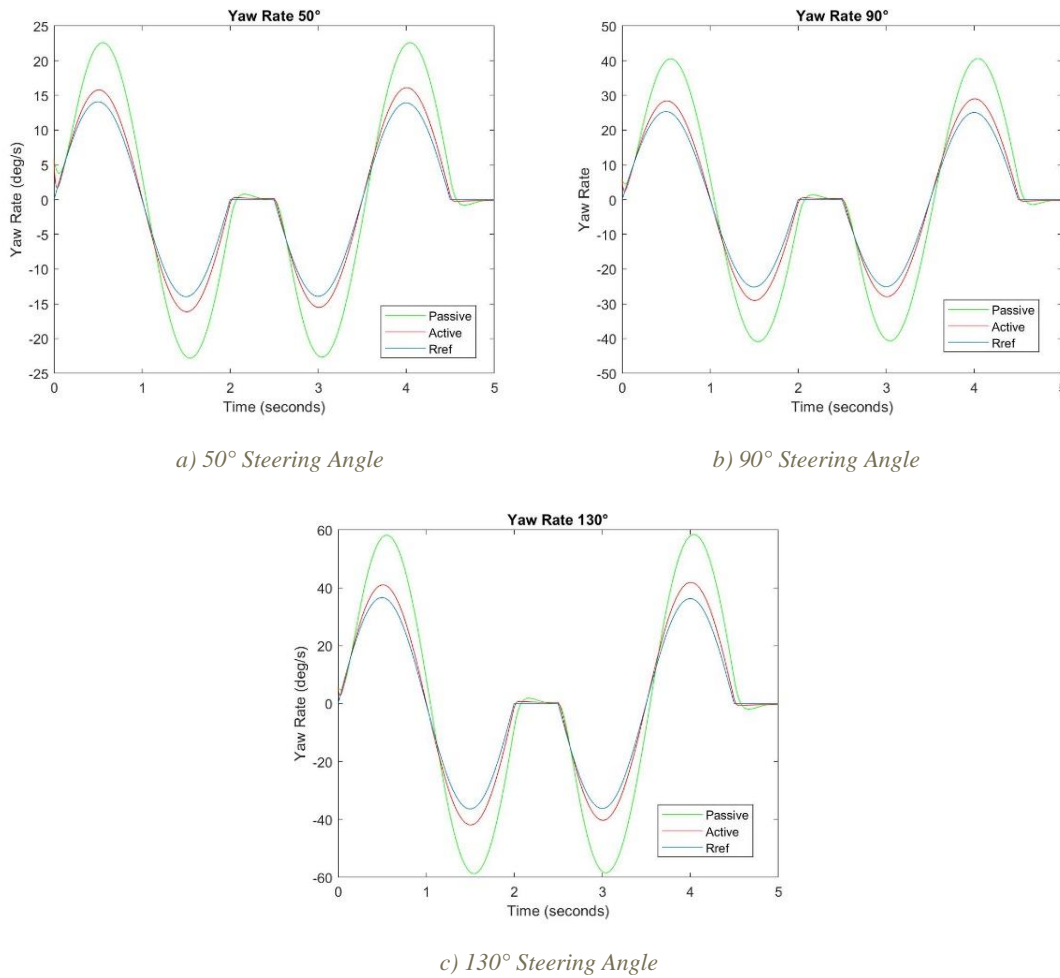 Yaw Rate 50°
25
20
15
10
5
0
-5
-10
-15
-20
-25
Yaw Rate (deg/s)
Passive
Active
Rref
0 1 2 3 4 5
Time (seconds)
a) 50° Steering Angle
Yaw Rate 90°
50
40
30
20
10
0
-10
-20
-30
-40
-50
Yaw Rate
Passive
Active
Rref
0 1 2 3 4 5
Time (seconds)
b) 90° Steering Angle
Yaw Rate 130°
60
40
20
0
-20
-40
-60
Yaw Rate (deg/s)
Passive
Active
Rref
0 1 2 3 4 5
Time (seconds)
c) 130° Steering Angle